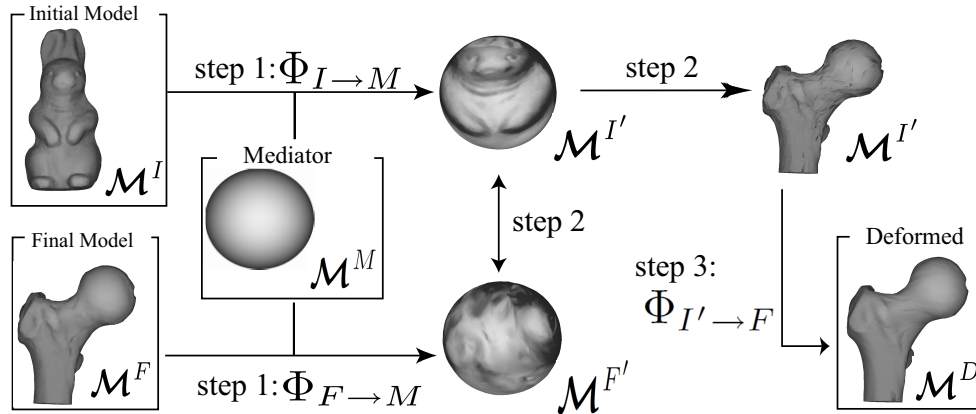 Initial Model
𝓜^I
step 1: Φ_{I→M}
𝓜^{I'}
step 2
𝓜^{I'}
Mediator
𝓜^M
step 2
Final Model
𝓜^F
step 1: Φ_{F→M}
𝓜^{F'}
step 3:
Φ_{I'→F}
Deformed
𝓜^D